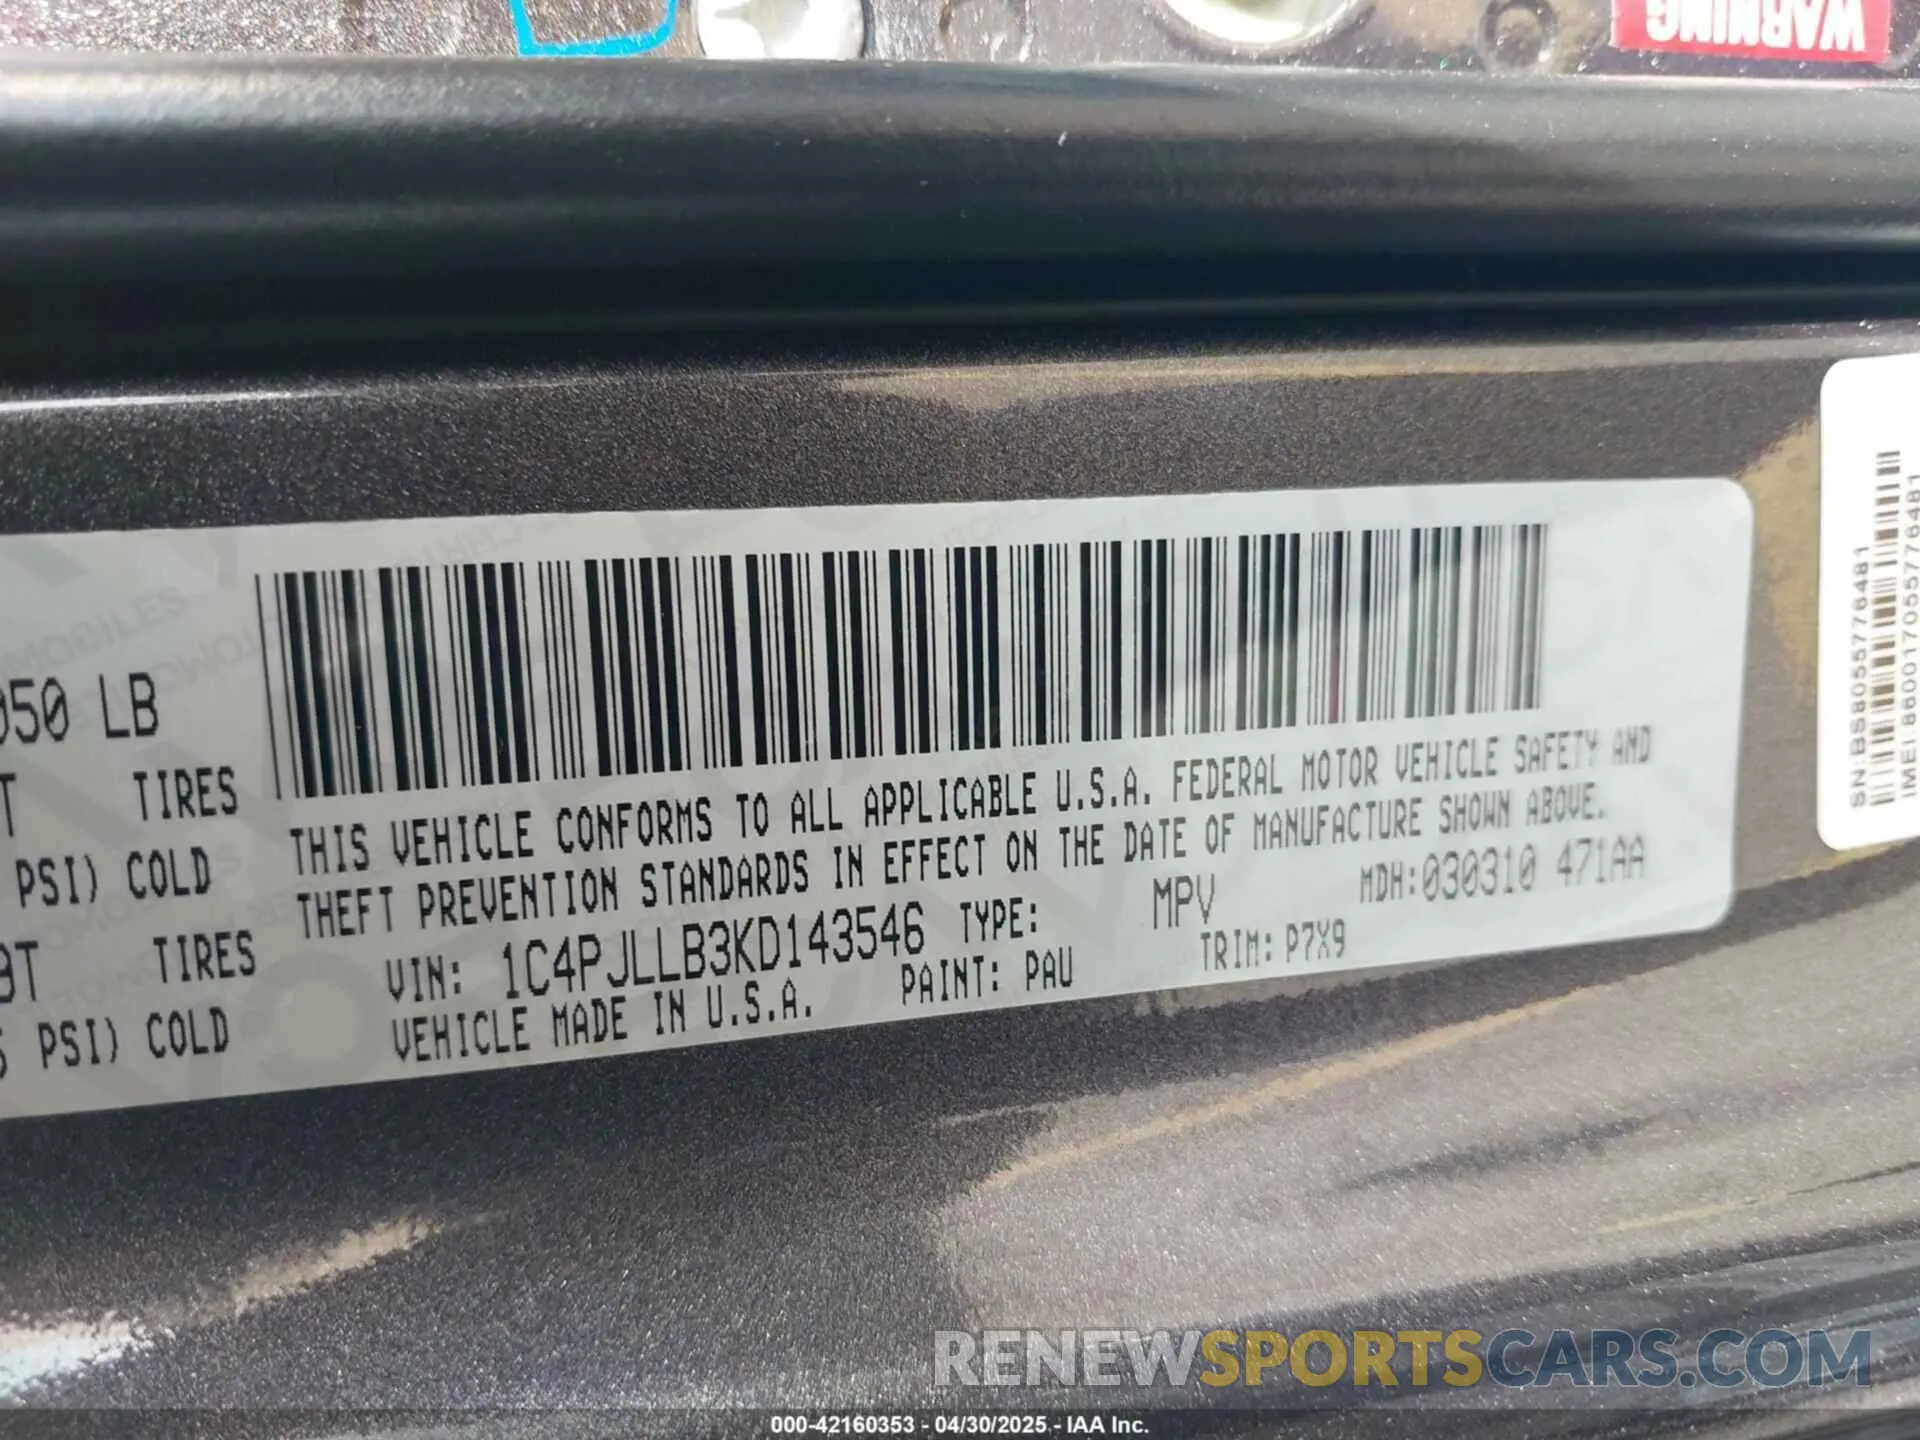 WARNING
050 LB
T TIRES
PSI) COLD
TIRES
PSI) COLD
THIS VEHICLE CONFORMS TO ALL APPLICABLE U.S.A. FEDERAL MOTOR VEHICLE SAFETY AND
THEFT PREVENTION STANDARDS IN EFFECT ON THE DATE OF MANUFACTURE SHOWN ABOVE.
VIN: 1C4PJLLB3KD143546 TYPE: MPV MDH:030310 471AA
VEHICLE MADE IN U.S.A. PAINT: PAU TRIM: P7X9
SN:B58055776481
IMEI:860017055776481
RENEWSPORTSCARS.COM
000-42160353 - 04/30/2025 - IAA Inc.